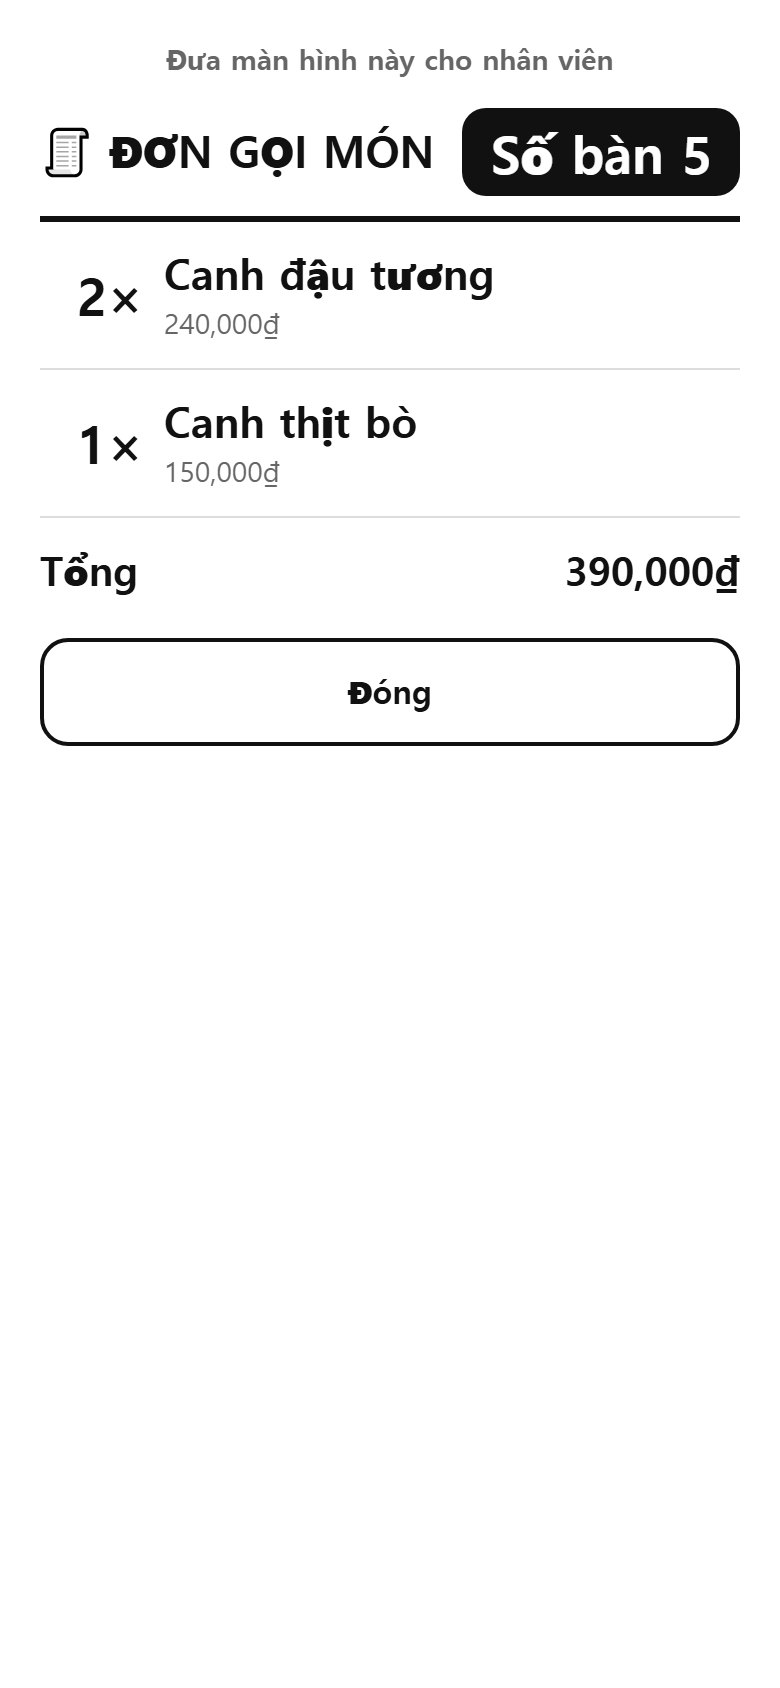 Đưa màn hình này cho nhân viên
ĐƠN GỌI MÓN
Số bàn 5
2× Canh đậu tương
240,000₫
1× Canh thịt bò
150,000₫
Tổng 390,000₫
Đóng